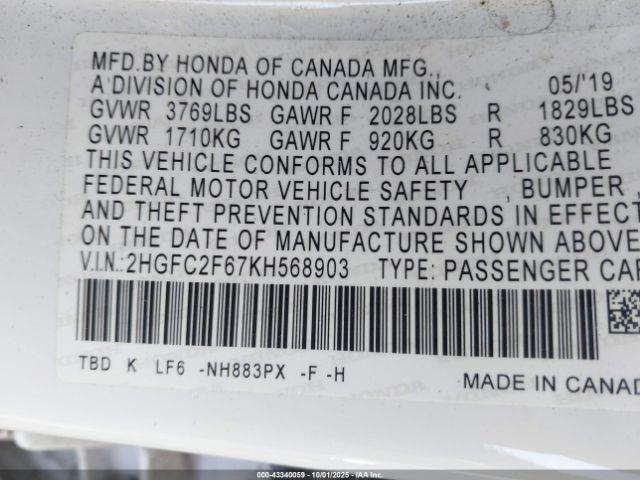 MFD.BY HONDA OF CANADA MFG.,
A DIVISION OF HONDA CANADA INC. 05/'19
GVWR 3769LBS GAWR F 2028LBS R 1829LBS
GVWR 1710KG GAWR F 920KG R 830KG
THIS VEHICLE CONFORMS TO ALL APPLICABLE
FEDERAL MOTOR VEHICLE SAFETY , BUMPER ,
AND THEFT PREVENTION STANDARDS IN EFFECT
ON THE DATE OF MANUFACTURE SHOWN ABOVE
V.I.N.:2HGFC2F67KH568903 TYPE: PASSENGER CAR
TBD K LF6 -NH883PX -F -H
MADE IN CANAD
000-43340059 - 10/01/2025 - IAA Inc.